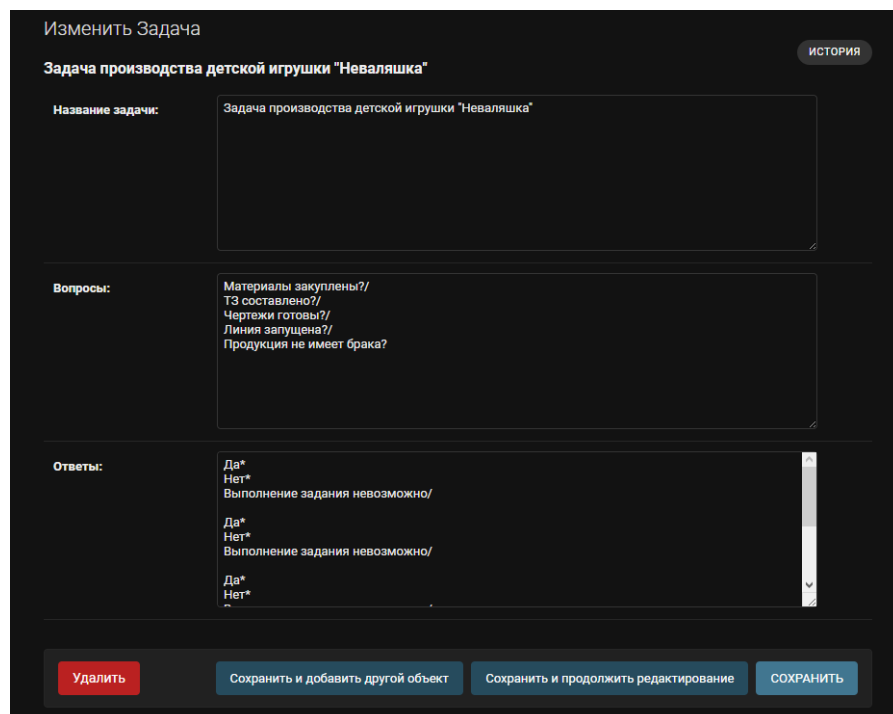 Изменить Задача
ИСТОРИЯ
Задача производства детской игрушки "Неваляшка"
Название задачи:
Задача производства детской игрушки "Неваляшка"
Вопросы:
Материалы закуплены?/
ТЗ составлено?/
Чертежи готовы?/
Линия запущена?/
Продукция не имеет брака?
Ответы:
Да*
Нет*
Выполнение задания невозможно/
Да*
Нет*
Выполнение задания невозможно/
Да*
Нет*
Удалить
Сохранить и добавить другой объект
Сохранить и продолжить редактирование
СОХРАНИТЬ